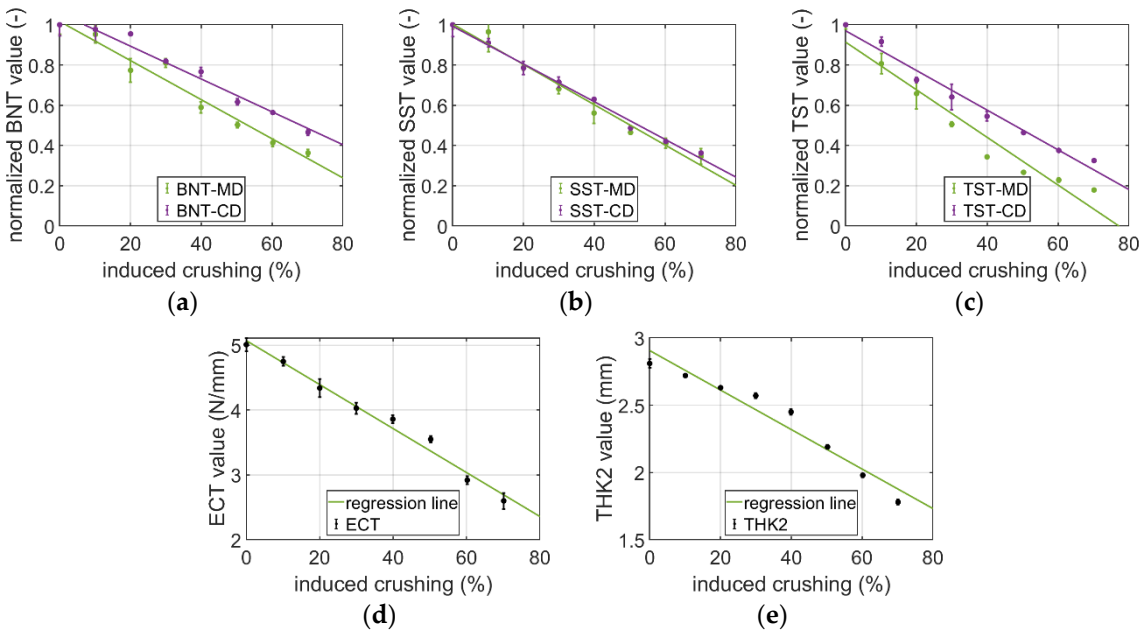 normalized BNT value (-)
1
0.8
0.6
0.4
0.2
0
BNT-MD
BNT-CD
0 20 40 60 80
induced crushing (%)
(a)
normalized SST value (-)
1
0.8
0.6
0.4
0.2
0
SST-MD
SST-CD
0 20 40 60 80
induced crushing (%)
(b)
normalized TST value (-)
1
0.8
0.6
0.4
0.2
0
TST-MD
TST-CD
0 20 40 60 80
induced crushing (%)
(c)
ECT value (N/mm)
5
4
3
2
regression line
ECT
0 20 40 60 80
induced crushing (%)
(d)
THK2 value (mm)
3
2.5
2
1.5
regression line
THK2
0 20 40 60 80
induced crushing (%)
(e)